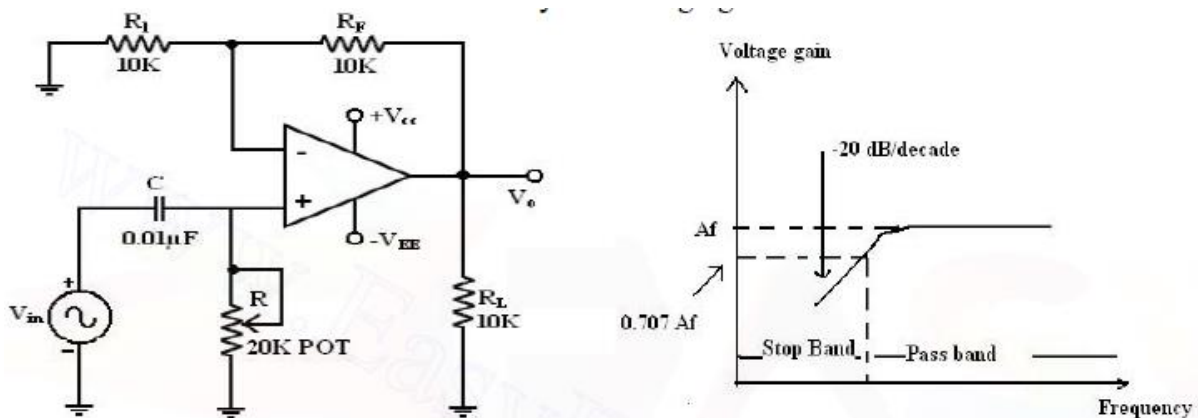 R1
10K
RF
10K
+Vcc
-
+
-VEE
Vo
C
0.01μF
+
Vin
-
R
20K POT
RL
10K
Voltage gain
-20 dB/decade
Af
0.707 Af
Stop Band
Pass band
Frequency